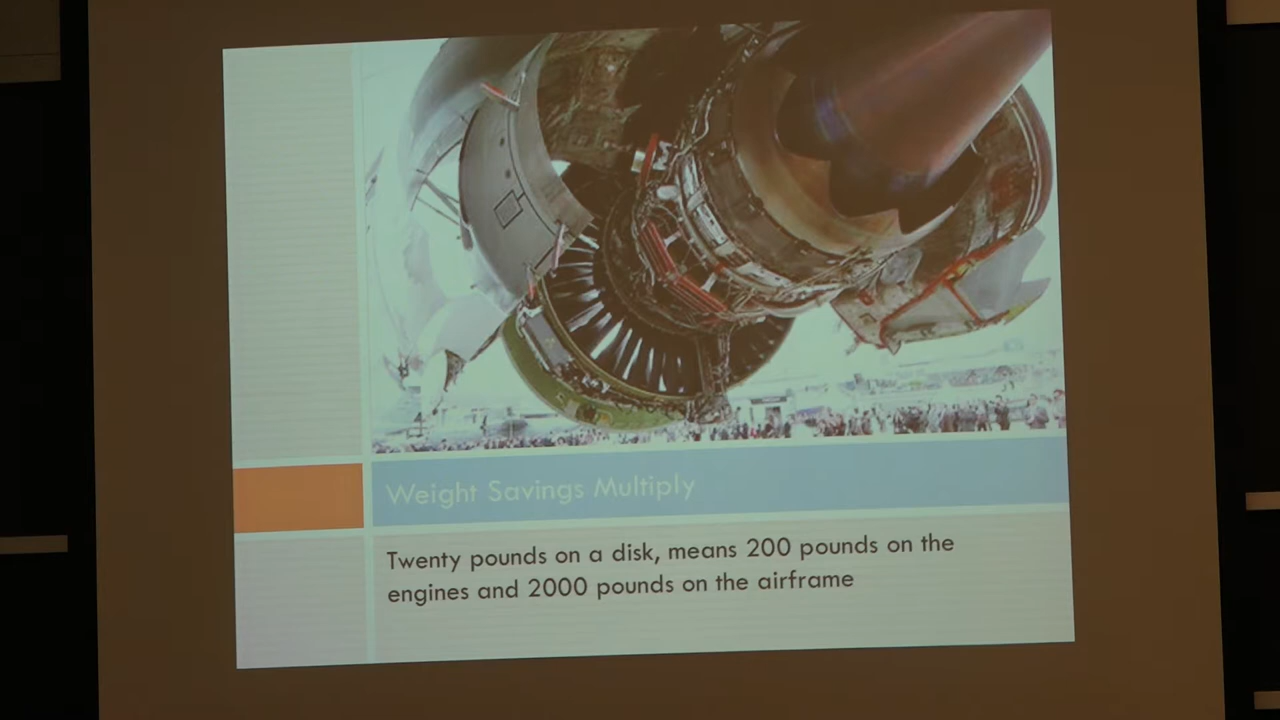 Weight Savings Multiply
Twenty pounds on a disk, means 200 pounds on the
engines and 2000 pounds on the airframe